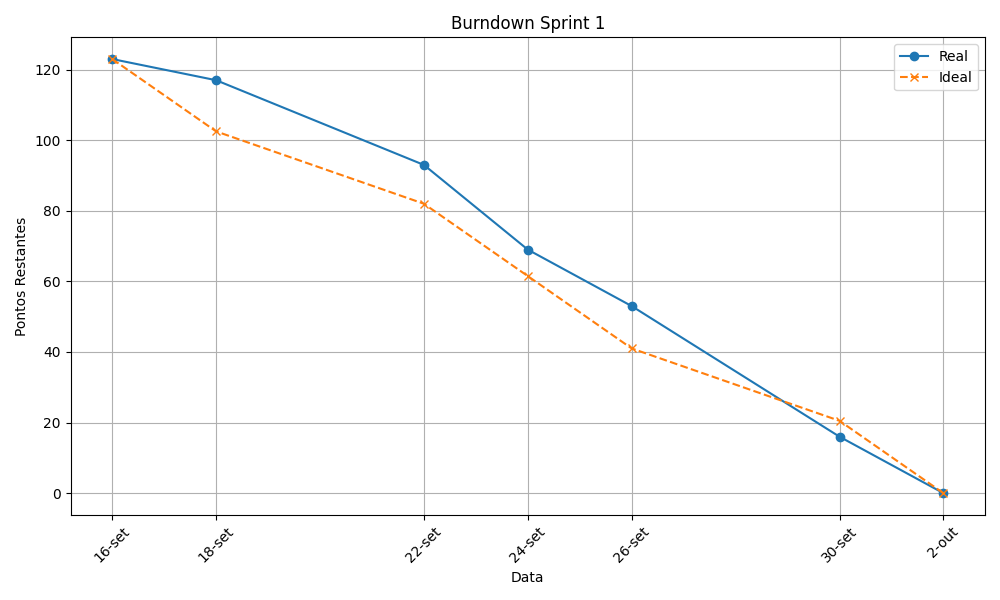 Burndown Sprint 1
Real
Ideal
Pontos Restantes
120
100
80
60
40
20
0
16-set
18-set
22-set
24-set
26-set
30-set
2-out
Data